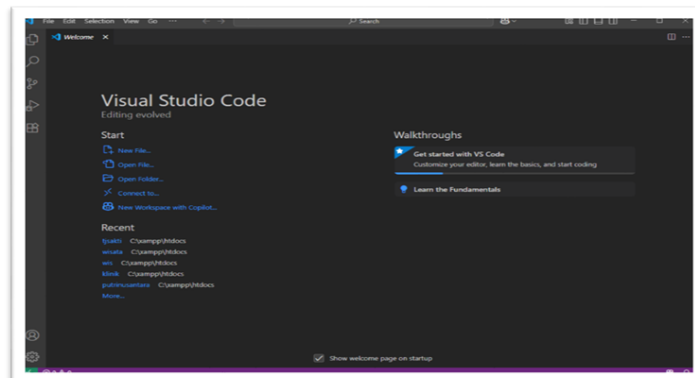 File Edit Selection View Go ...
Search
Welcome
Visual Studio Code
Editing evolved
Start
New File...
Open File...
Open Folder...
Connect to...
New Workspace with Copilot...
Recent
C:\xampp\htdocs
wisata C:\xampp\htdocs
wis C:\xampp\htdocs
klinik C:\xampp\htdocs
putrinusantara C:\xampp\htdocs
More...
Walkthroughs
Get started with VS Code
Customize your editor, learn the basics, and start coding
Learn the Fundamentals
Show welcome page on startup